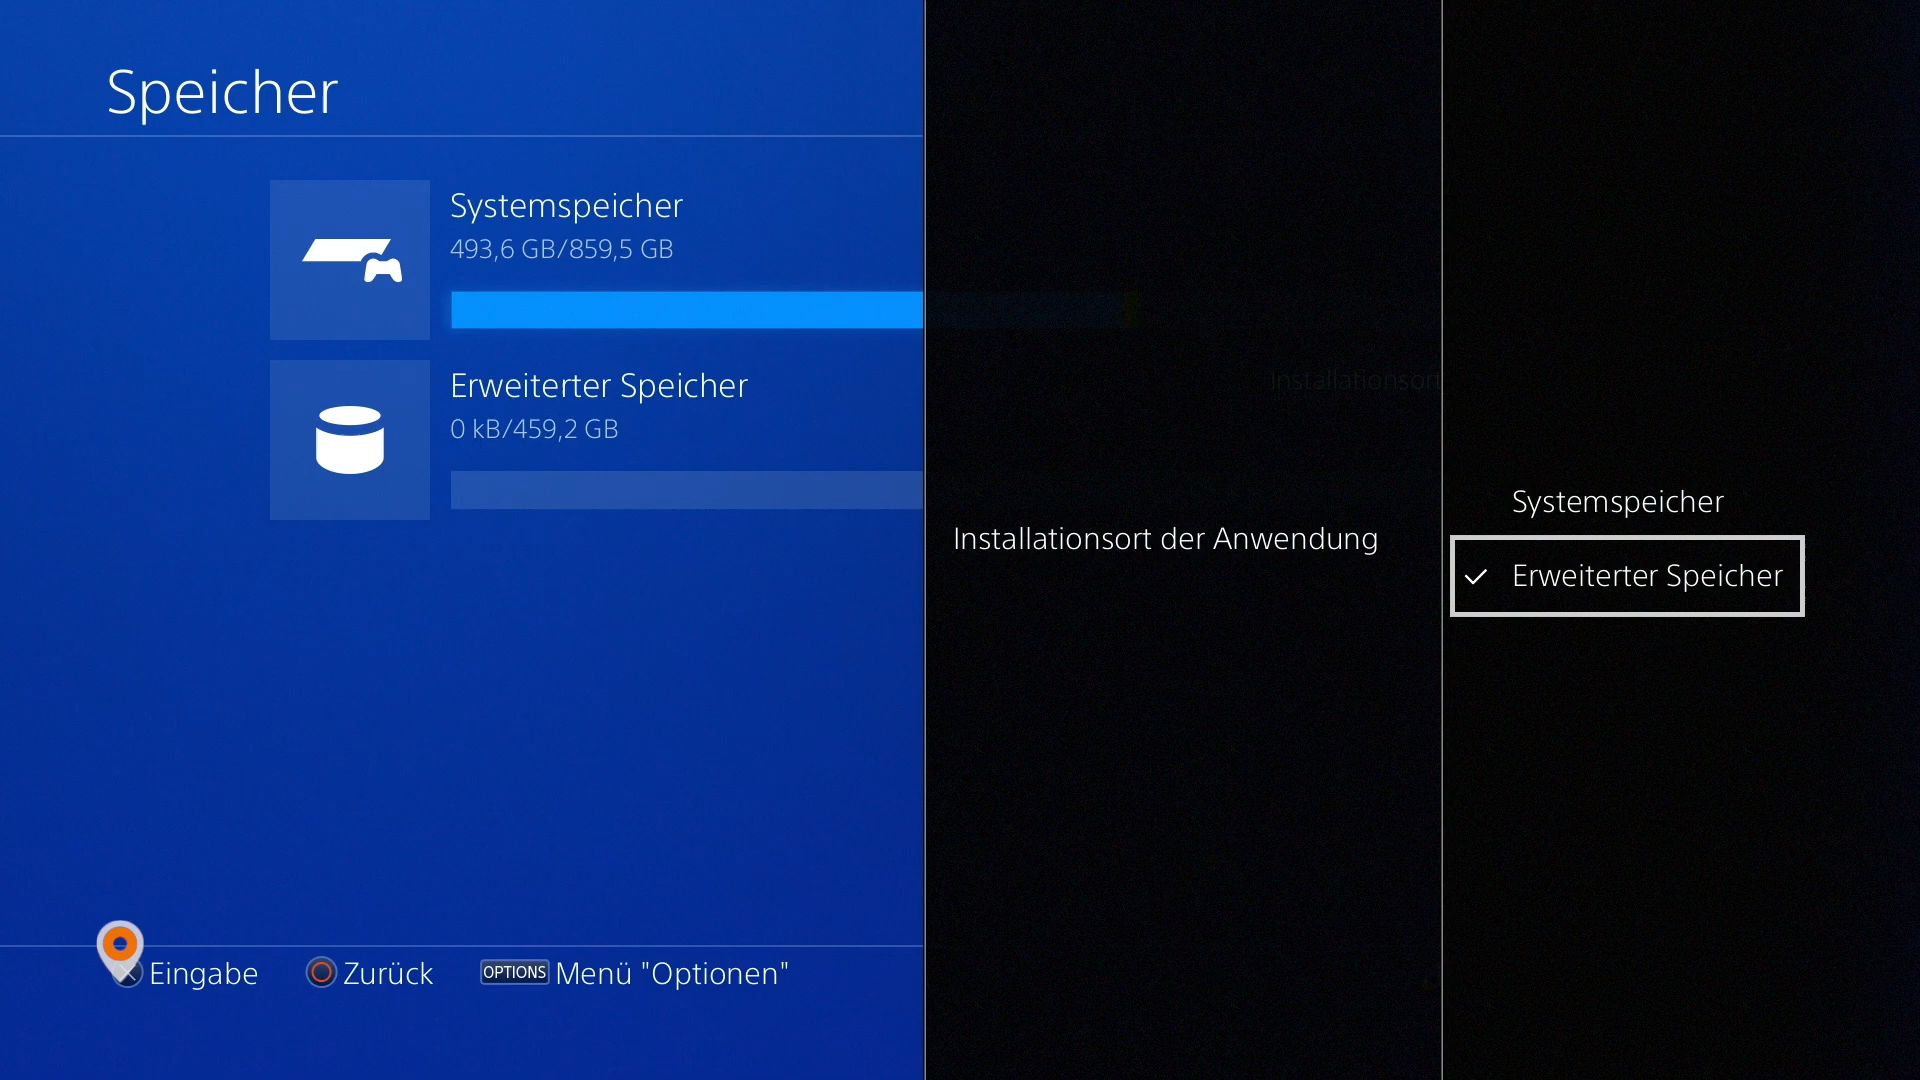 Speicher
Systemspeicher
493,6 GB/859,5 GB
Erweiterter Speicher
0 kB/459,2 GB
Installationsort
Installationsort der Anwendung
Systemspeicher
Erweiterter Speicher
Eingabe
Zurück
OPTIONS Menü "Optionen"